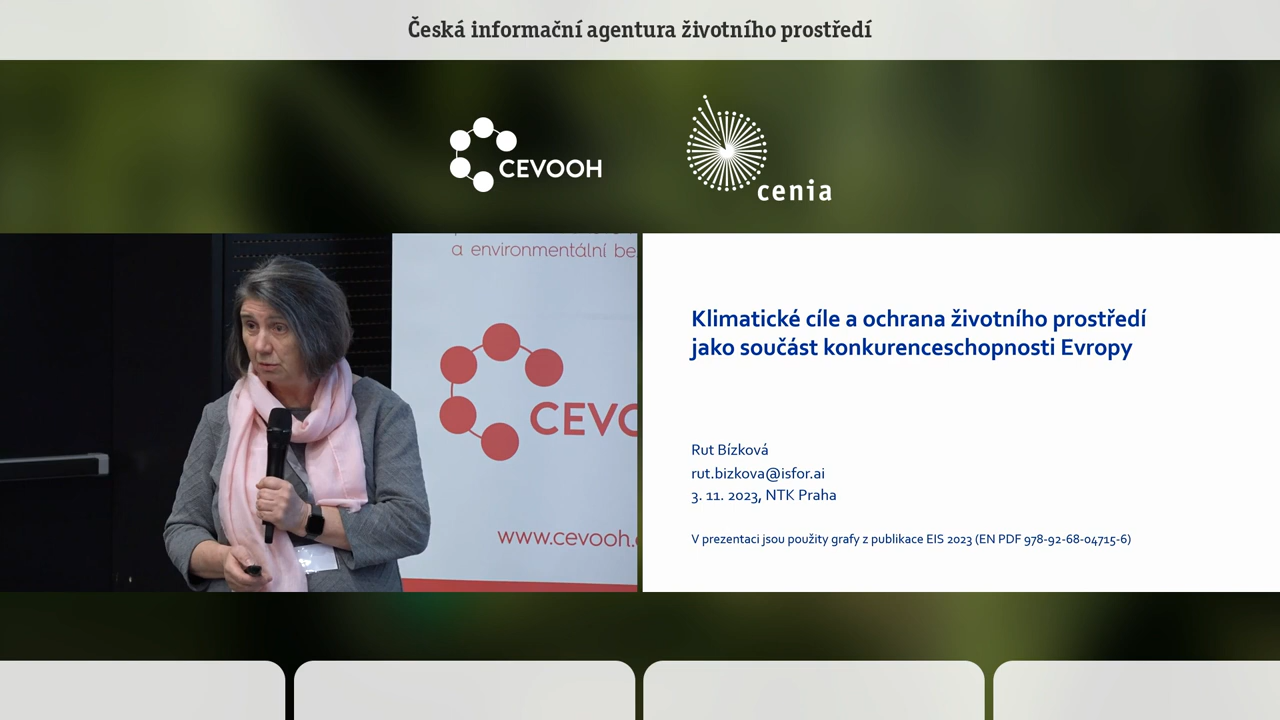 Česká informační agentura životního prostředí
CEVOOH
cenia
a environmentální
CEVO
www.cevooh.
Klimatické cíle a ochrana životního prostředí
jako součást konkurenceschopnosti Evropy
Rut Bízková
rut.bizkova@isfor.ai
3. 11. 2023, NTK Praha
V prezentaci jsou použity grafy z publikace EIS 2023 (EN PDF 978-92-68-04715-6)